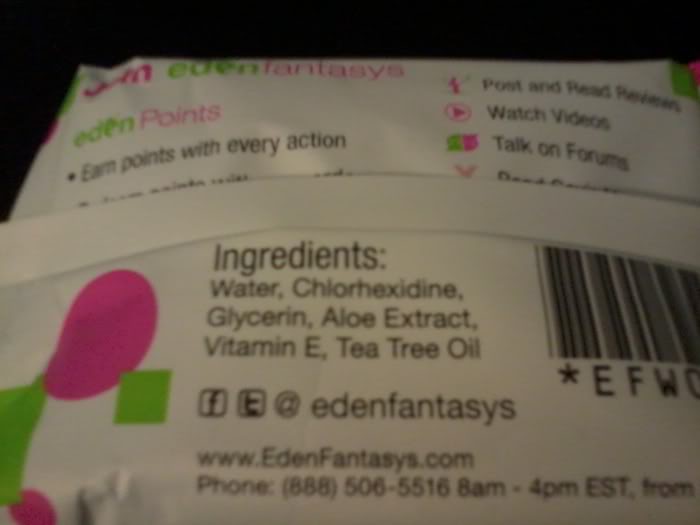 edenfantasys
eden Points
• Earn points with every action
Post and Read Reviews
Watch Videos
Talk on Forums
Ingredients:
Water, Chlorhexidine,
Glycerin, Aloe Extract,
Vitamin E, Tea Tree Oil
@ edenfantasys
www.EdenFantasys.com
Phone: (888) 506-5516 8am - 4pm EST, from
*EFWC